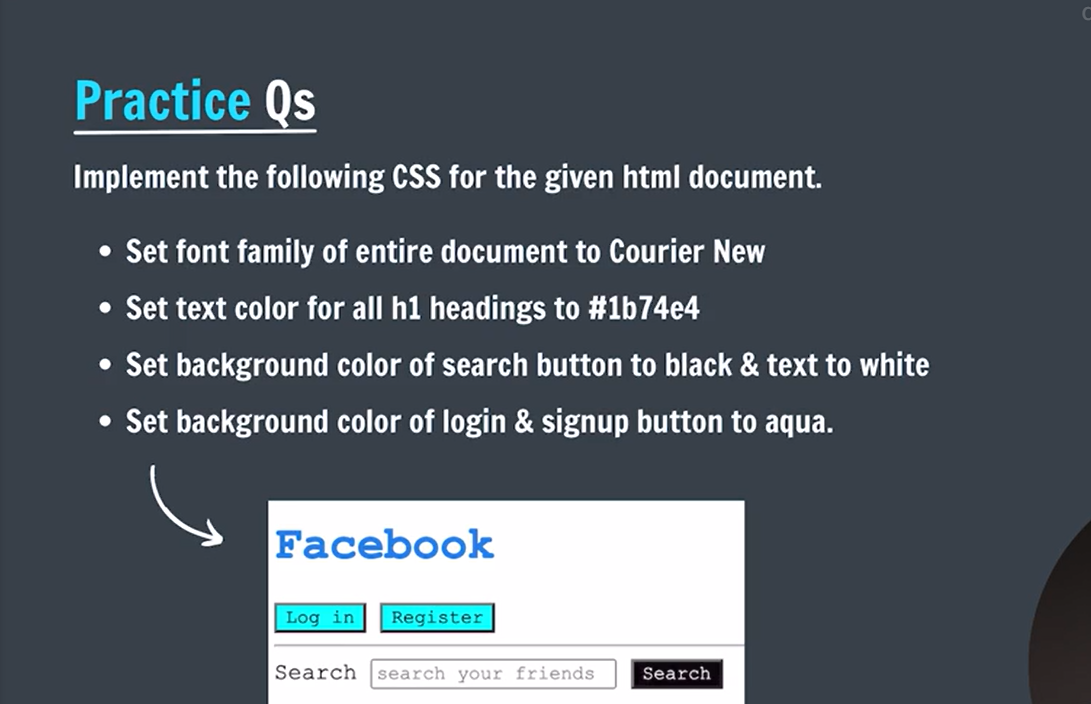 Practice Qs
Implement the following CSS for the given html document.
• Set font family of entire document to Courier New
• Set text color for all h1 headings to #1b74e4
• Set background color of search button to black & text to white
• Set background color of login & signup button to aqua.
Facebook
Log in Register
Search search your friends Search